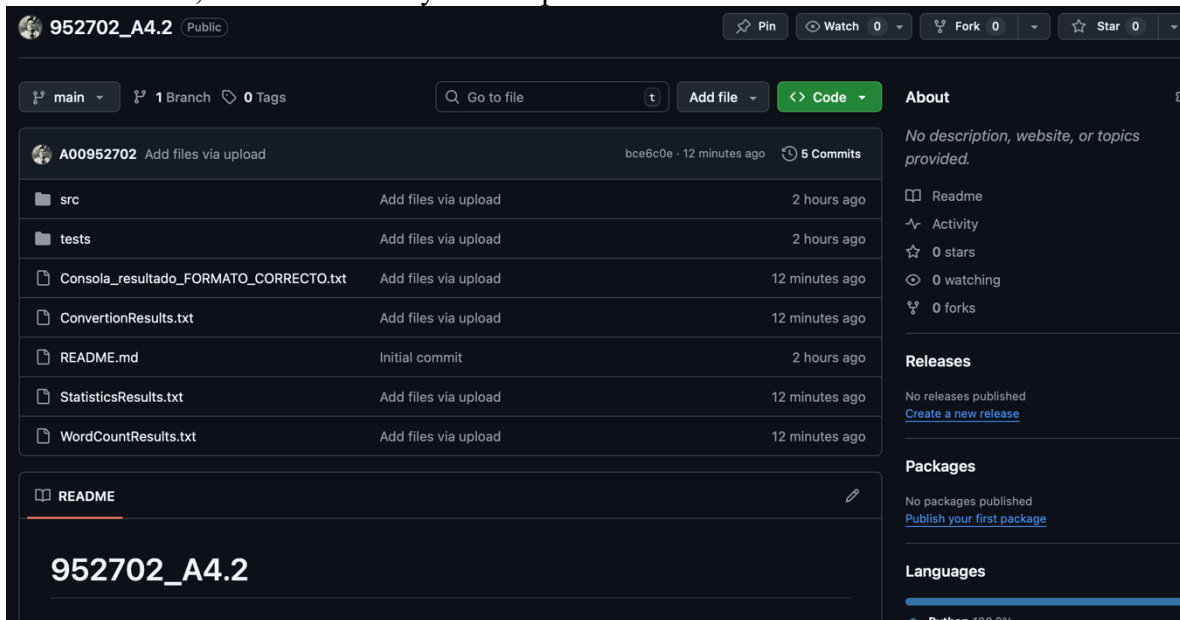 952702_A4.2 Public
Pin Watch 0 Fork 0 Star 0
main 1 Branch 0 Tags Go to file t Add file Code
A00952702 Add files via upload bce6c0e · 12 minutes ago 5 Commits
src Add files via upload 2 hours ago
tests Add files via upload 2 hours ago
Consola_resultado_FORMATO_CORRECTO.txt Add files via upload 12 minutes ago
ConvertionResults.txt Add files via upload 12 minutes ago
README.md Initial commit 2 hours ago
StatisticsResults.txt Add files via upload 12 minutes ago
WordCountResults.txt Add files via upload 12 minutes ago
README
952702_A4.2
About
No description, website, or topics
provided.
Readme
Activity
0 stars
0 watching
0 forks
Releases
No releases published
Create a new release
Packages
No packages published
Publish your first package
Languages